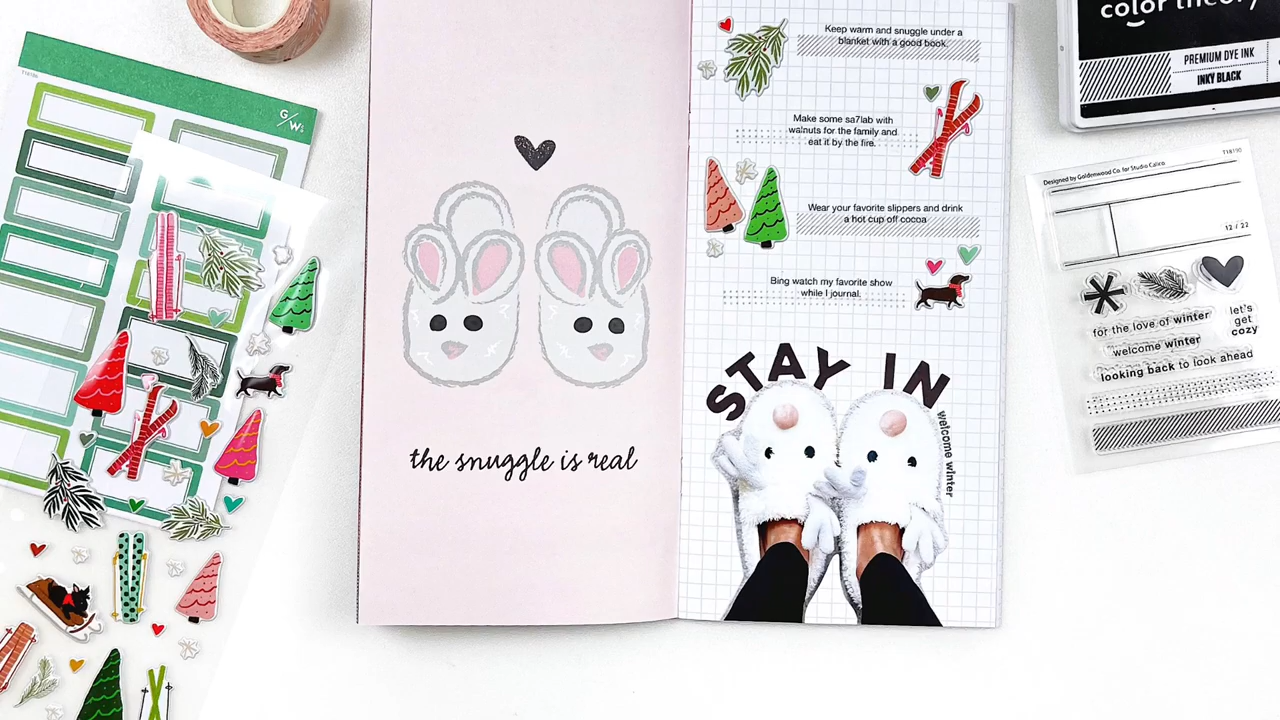 T18186
G/Ws
the snuggle is real
Keep warm and snuggle under a
blanket with a good book.
Make some sa7lab with
walnuts for the family and
eat it by the fire.
Wear your favorite slippers and drink
a hot cup off cocoa
Bing watch my favorite show
while I journal.
STAY IN
welcome winter
color theory
PREMIUM DYE INK
INKY BLACK
T18190
Designed by Goldenwood Co. for Studio Calico
12 / 22
let's
get
cozy
for the love of winter
welcome winter
looking back to look ahead